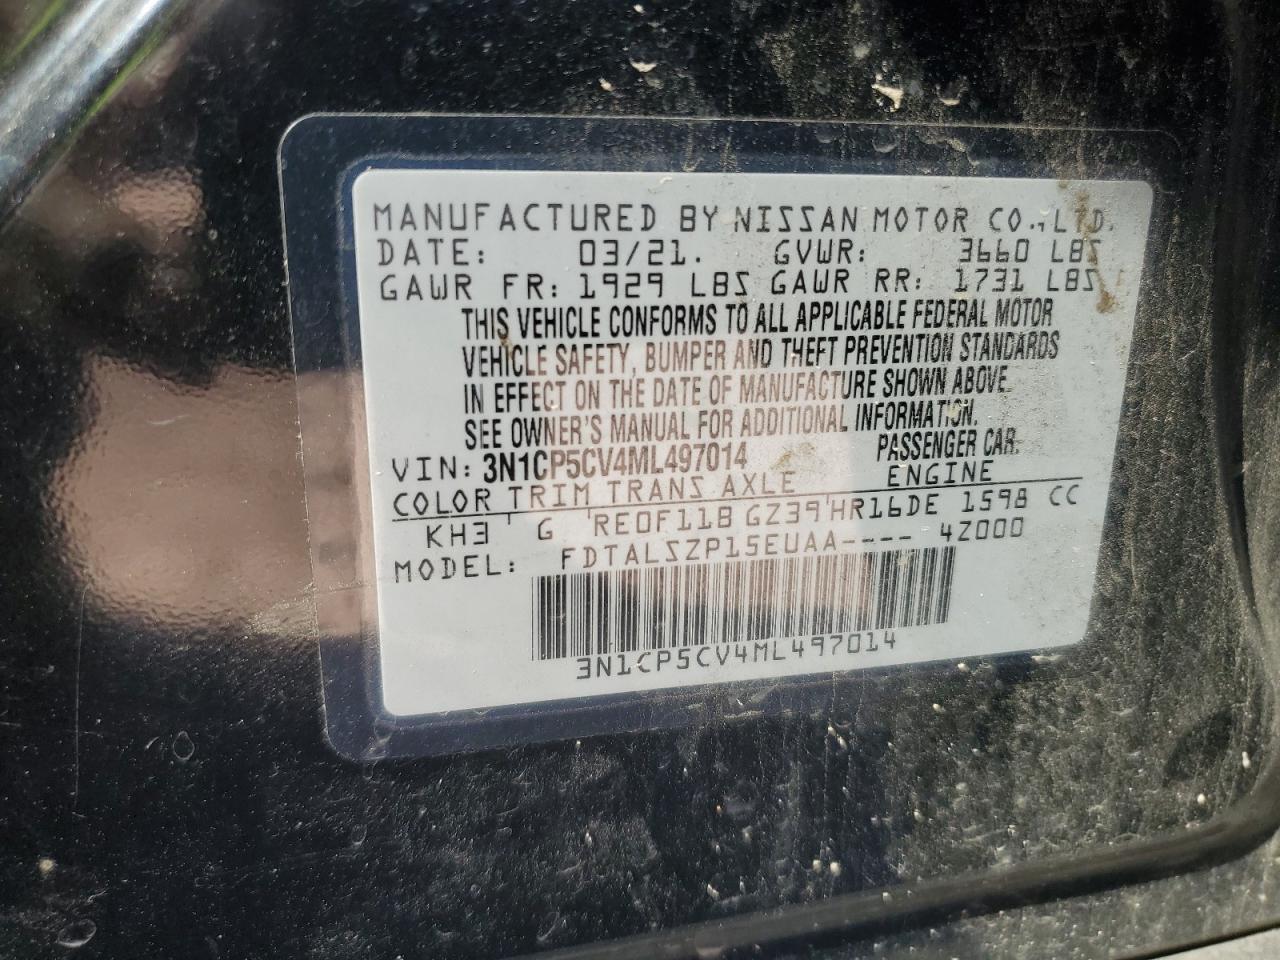 MANUFACTURED BY NISSAN MOTOR CO., LTD.
DATE: 03/21. GVWR: 3660 LBS
GAWR FR: 1929 LBS GAWR RR: 1731 LBS
THIS VEHICLE CONFORMS TO ALL APPLICABLE FEDERAL MOTOR
VEHICLE SAFETY, BUMPER AND THEFT PREVENTION STANDARDS
IN EFFECT ON THE DATE OF MANUFACTURE SHOWN ABOVE.
SEE OWNER'S MANUAL FOR ADDITIONAL INFORMATION.
VIN: 3N1CP5CV4ML497014 PASSENGER CAR.
COLOR TRIM TRANS AXLE ENGINE
KH3 G RE0F11B GZ39 HR16DE 1598 CC
MODEL: FDTALSZP15EUAA---- 4Z000
3N1CP5CV4ML497014